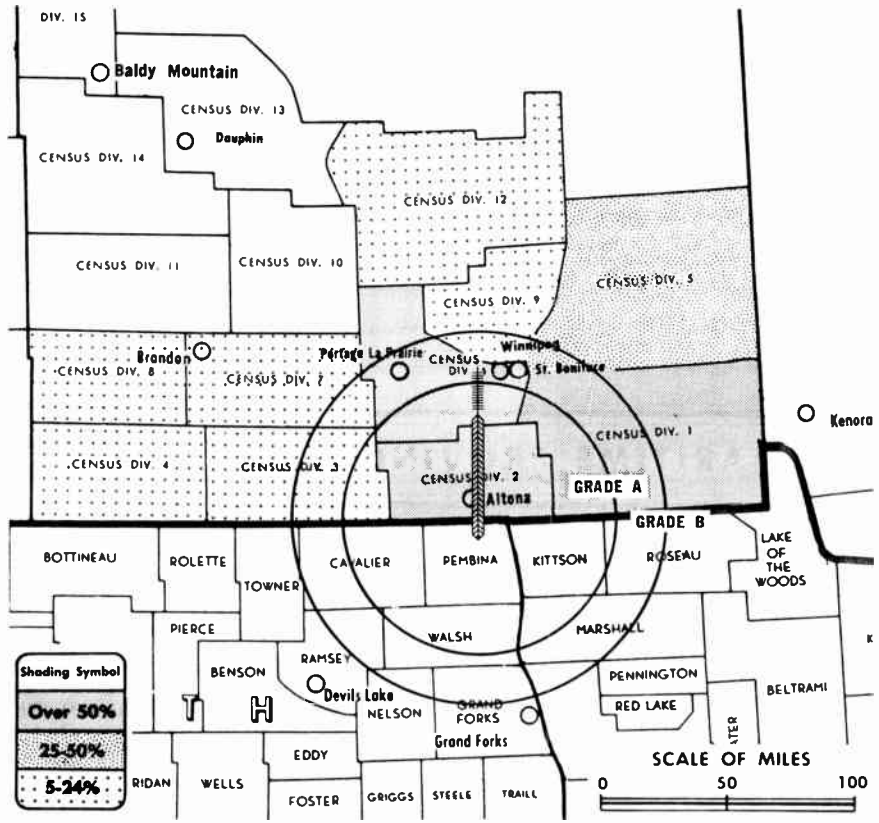 DIV. 15
Baldy Mountain
CENSUS DIV. 13
Dauphin
CENSUS DIV. 14
CENSUS DIV. 12
CENSUS DIV. 11
CENSUS DIV. 10
CENSUS DIV. 5
CENSUS DIV. 9
Winnipeg
Brandon
Portage La Prairie
CENSUS
St. Boniface
CENSUS DIV. 8
CENSUS DIV. 7
DIV.
Kenora
CENSUS DIV. 1
CENSUS DIV. 4
CENSUS DIV. 3
CENSUS DIV. 2
GRADE A
Altona
GRADE B
BOTTINEAU
ROLETTE
CAVALIER
PEMBINA
KITTSON
ROSEAU
LAKE
OF
THE
WOODS
TOWNER
PIERCE
WALSH
MARSHALL
K
BENSON
RAMSEY
PENNINGTON
BELTRAMI
Devils Lake
NELSON
GRAND
FORKS
RED LAKE
Grand Forks
ATER
Shading Symbol
Over 50%
25-50%
5-24%
T H
EDDY
RIDAN
WELLS
FOSTER
GRIGGS
STEELE
TRAILL
SCALE OF MILES
0 50 100